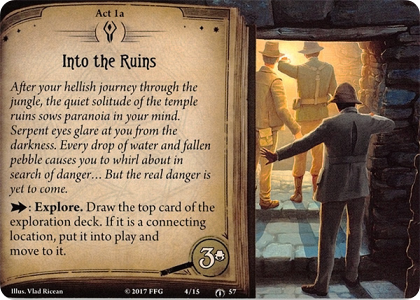 Act 1a
Into the Ruins
After your hellish journey through the
jungle, the quiet solitude of the temple
ruins sows paranoia in your mind.
Serpent eyes glare at you from the
darkness. Every drop of water and fallen
pebble causes you to whirl about in
search of danger… But the real danger is
yet to come.
: Explore. Draw the top card of the
exploration deck. If it is a connecting
location, put it into play and
move to it.
3
Illus. Vlad Ricean © 2017 FFG 4/15 57